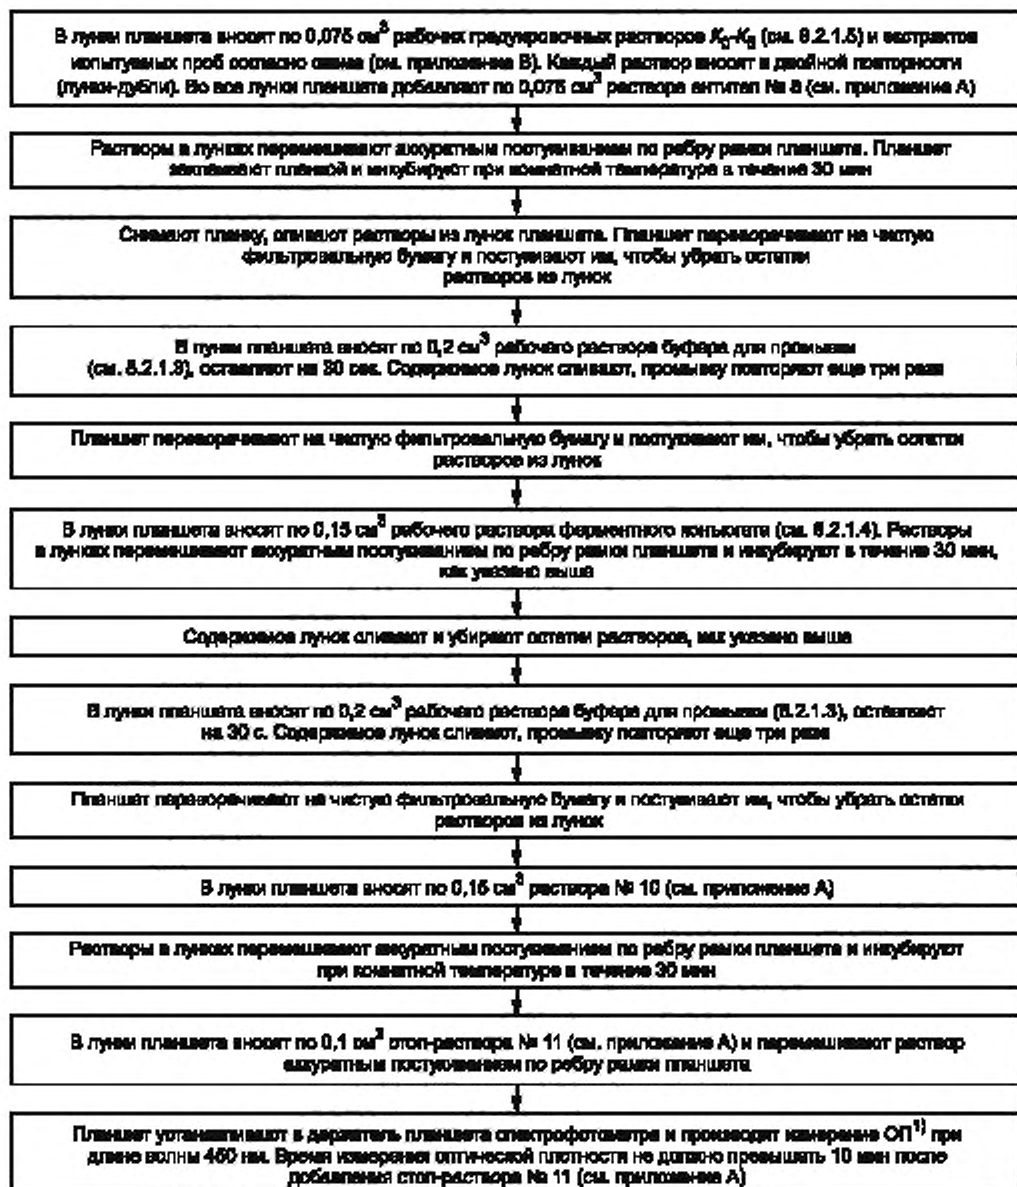 В лунки планшета вносят по 0,075 см³ рабочих градуировочных растворов K₀-K₆ (см. 6.2.1.5) и экстрактов
испытуемых проб согласно схеме (см. приложение В). Каждый раствор вносят в двойной повторности
(лунки-дубли). Во все лунки планшета добавляют по 0,075 см³ раствора антител № 8 (см. приложение А)
Растворы в лунках перемешивают аккуратным постукиванием по ребру рамки планшета. Планшет
заклеивают пленкой и инкубируют при комнатной температуре в течение 30 мин
Снимают пленку, сливают растворы из лунок планшета. Планшет переворачивают на чистую
фильтровальную бумагу и постукивают им, чтобы убрать остатки
растворов из лунок
В лунки планшета вносят по 0,2 см³ рабочего раствора буфера для промывки
(см. 6.2.1.3), оставляют на 30 сек. Содержимое лунок сливают, промывку повторяют еще три раза
Планшет переворачивают на чистую фильтровальную бумагу и постукивают им, чтобы убрать остатки
растворов из лунок
В лунки планшета вносят по 0,15 см³ рабочего раствора ферментного конъюгата (см. 6.2.1.4). Растворы
в лунках перемешивают аккуратным постукиванием по ребру рамки планшета и инкубируют в течение 30 мин,
как указано выше
Содержимое лунок сливают и убирают остатки растворов, как указано выше
В лунки планшета вносят по 0,2 см³ рабочего раствора буфера для промывки (6.2.1.3), оставляют
на 30 с. Содержимое лунок сливают, промывку повторяют еще три раза
Планшет переворачивают на чистую фильтровальную бумагу и постукивают им, чтобы убрать остатки
растворов из лунок
В лунки планшета вносят по 0,15 см³ раствора № 10 (см. приложение А)
Растворы в лунках перемешивают аккуратным постукиванием по ребру рамки планшета и инкубируют
при комнатной температуре в течение 30 мин
В лунки планшета вносят по 0,1 см³ стоп-раствора № 11 (см. приложение А) и перемешивают раствор
аккуратным постукиванием по ребру рамки планшета
Планшет устанавливают в держатель планшета спектрофотометра и производят измерение ОП¹⁾ при
длине волны 450 нм. Время измерения оптической плотности не должно превышать 10 мин после
добавления стоп-раствора № 11 (см. приложение А)